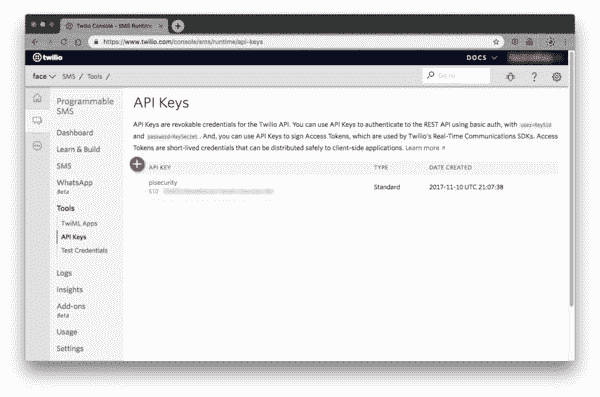 Twilio Console - SMS Runtime
https://www.twilio.com/console/sms/runtime/api-keys
twilio
DOCS
face
SMS / Tools /
Go to
Programmable
SMS
Dashboard
Learn & Build
SMS
WhatsApp
Beta
Tools
TwiML Apps
API Keys
Test Credentials
Logs
Insights
Add-ons
Beta
Usage
Settings
API Keys
API Keys are revokable credentials for the Twilio API. You can use API Keys to authenticate to the REST API using basic auth, with user=KeySid
and password=KeySecret. And, you can use API Keys to sign Access Tokens, which are used by Twilio's Real-Time Communications SDKs. Access
Tokens are short-lived credentials that can be distributed safely to client-side applications. Learn more
API KEY TYPE DATE CREATED
pisecurity Standard 2017-11-10 UTC 21:07:38
SID